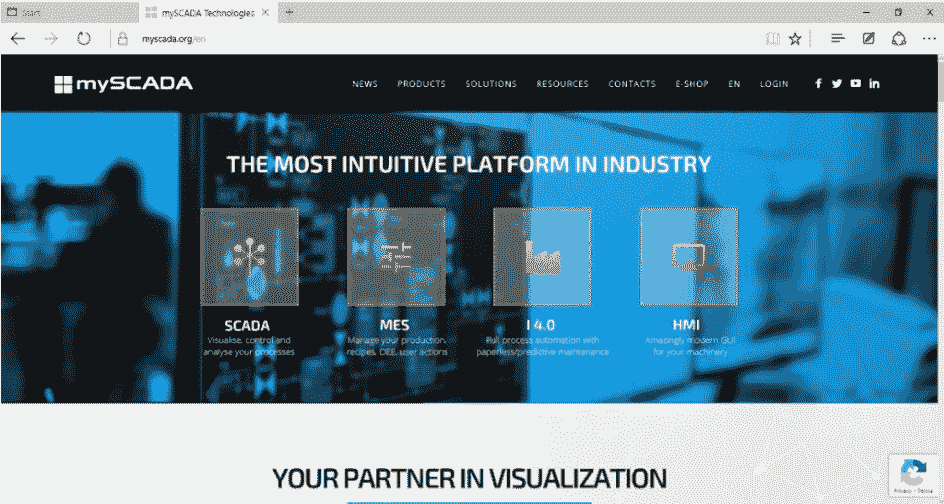 Start
mySCADA Technologies
myscada.org/en
mySCADA
NEWS PRODUCTS SOLUTIONS RESOURCES CONTACTS E-SHOP EN LOGIN
THE MOST INTUITIVE PLATFORM IN INDUSTRY
SCADA
Visualise, control and
analyse your processes
MES
Manage your production,
recipes, OEE, user actions
I 4.0
Full process automation with
paperless/predictive maintenance
HMI
Amazingly modern GUI
for your machinery
YOUR PARTNER IN VISUALIZATION
Privacy - Terms